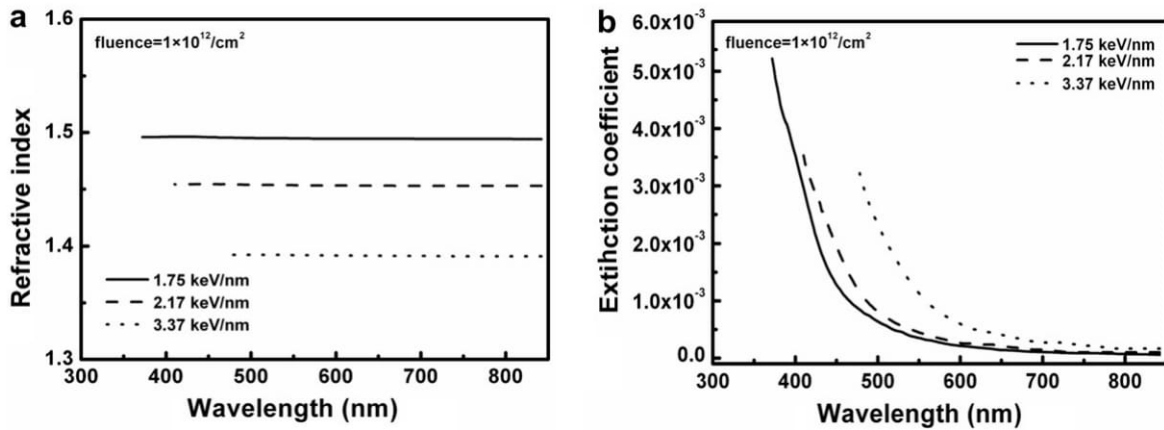 a
1.6
1.5
1.4
1.3
fluence=1×10¹²/cm²
1.75 keV/nm
2.17 keV/nm
3.37 keV/nm
300 400 500 600 700 800
Wavelength (nm)
Refractive index
b
6.0x10⁻³
5.0x10⁻³
4.0x10⁻³
3.0x10⁻³
2.0x10⁻³
1.0x10⁻³
0.0
fluence=1×10¹²/cm²
1.75 keV/nm
2.17 keV/nm
3.37 keV/nm
300 400 500 600 700 800
Wavelength (nm)
Extihction coefficient